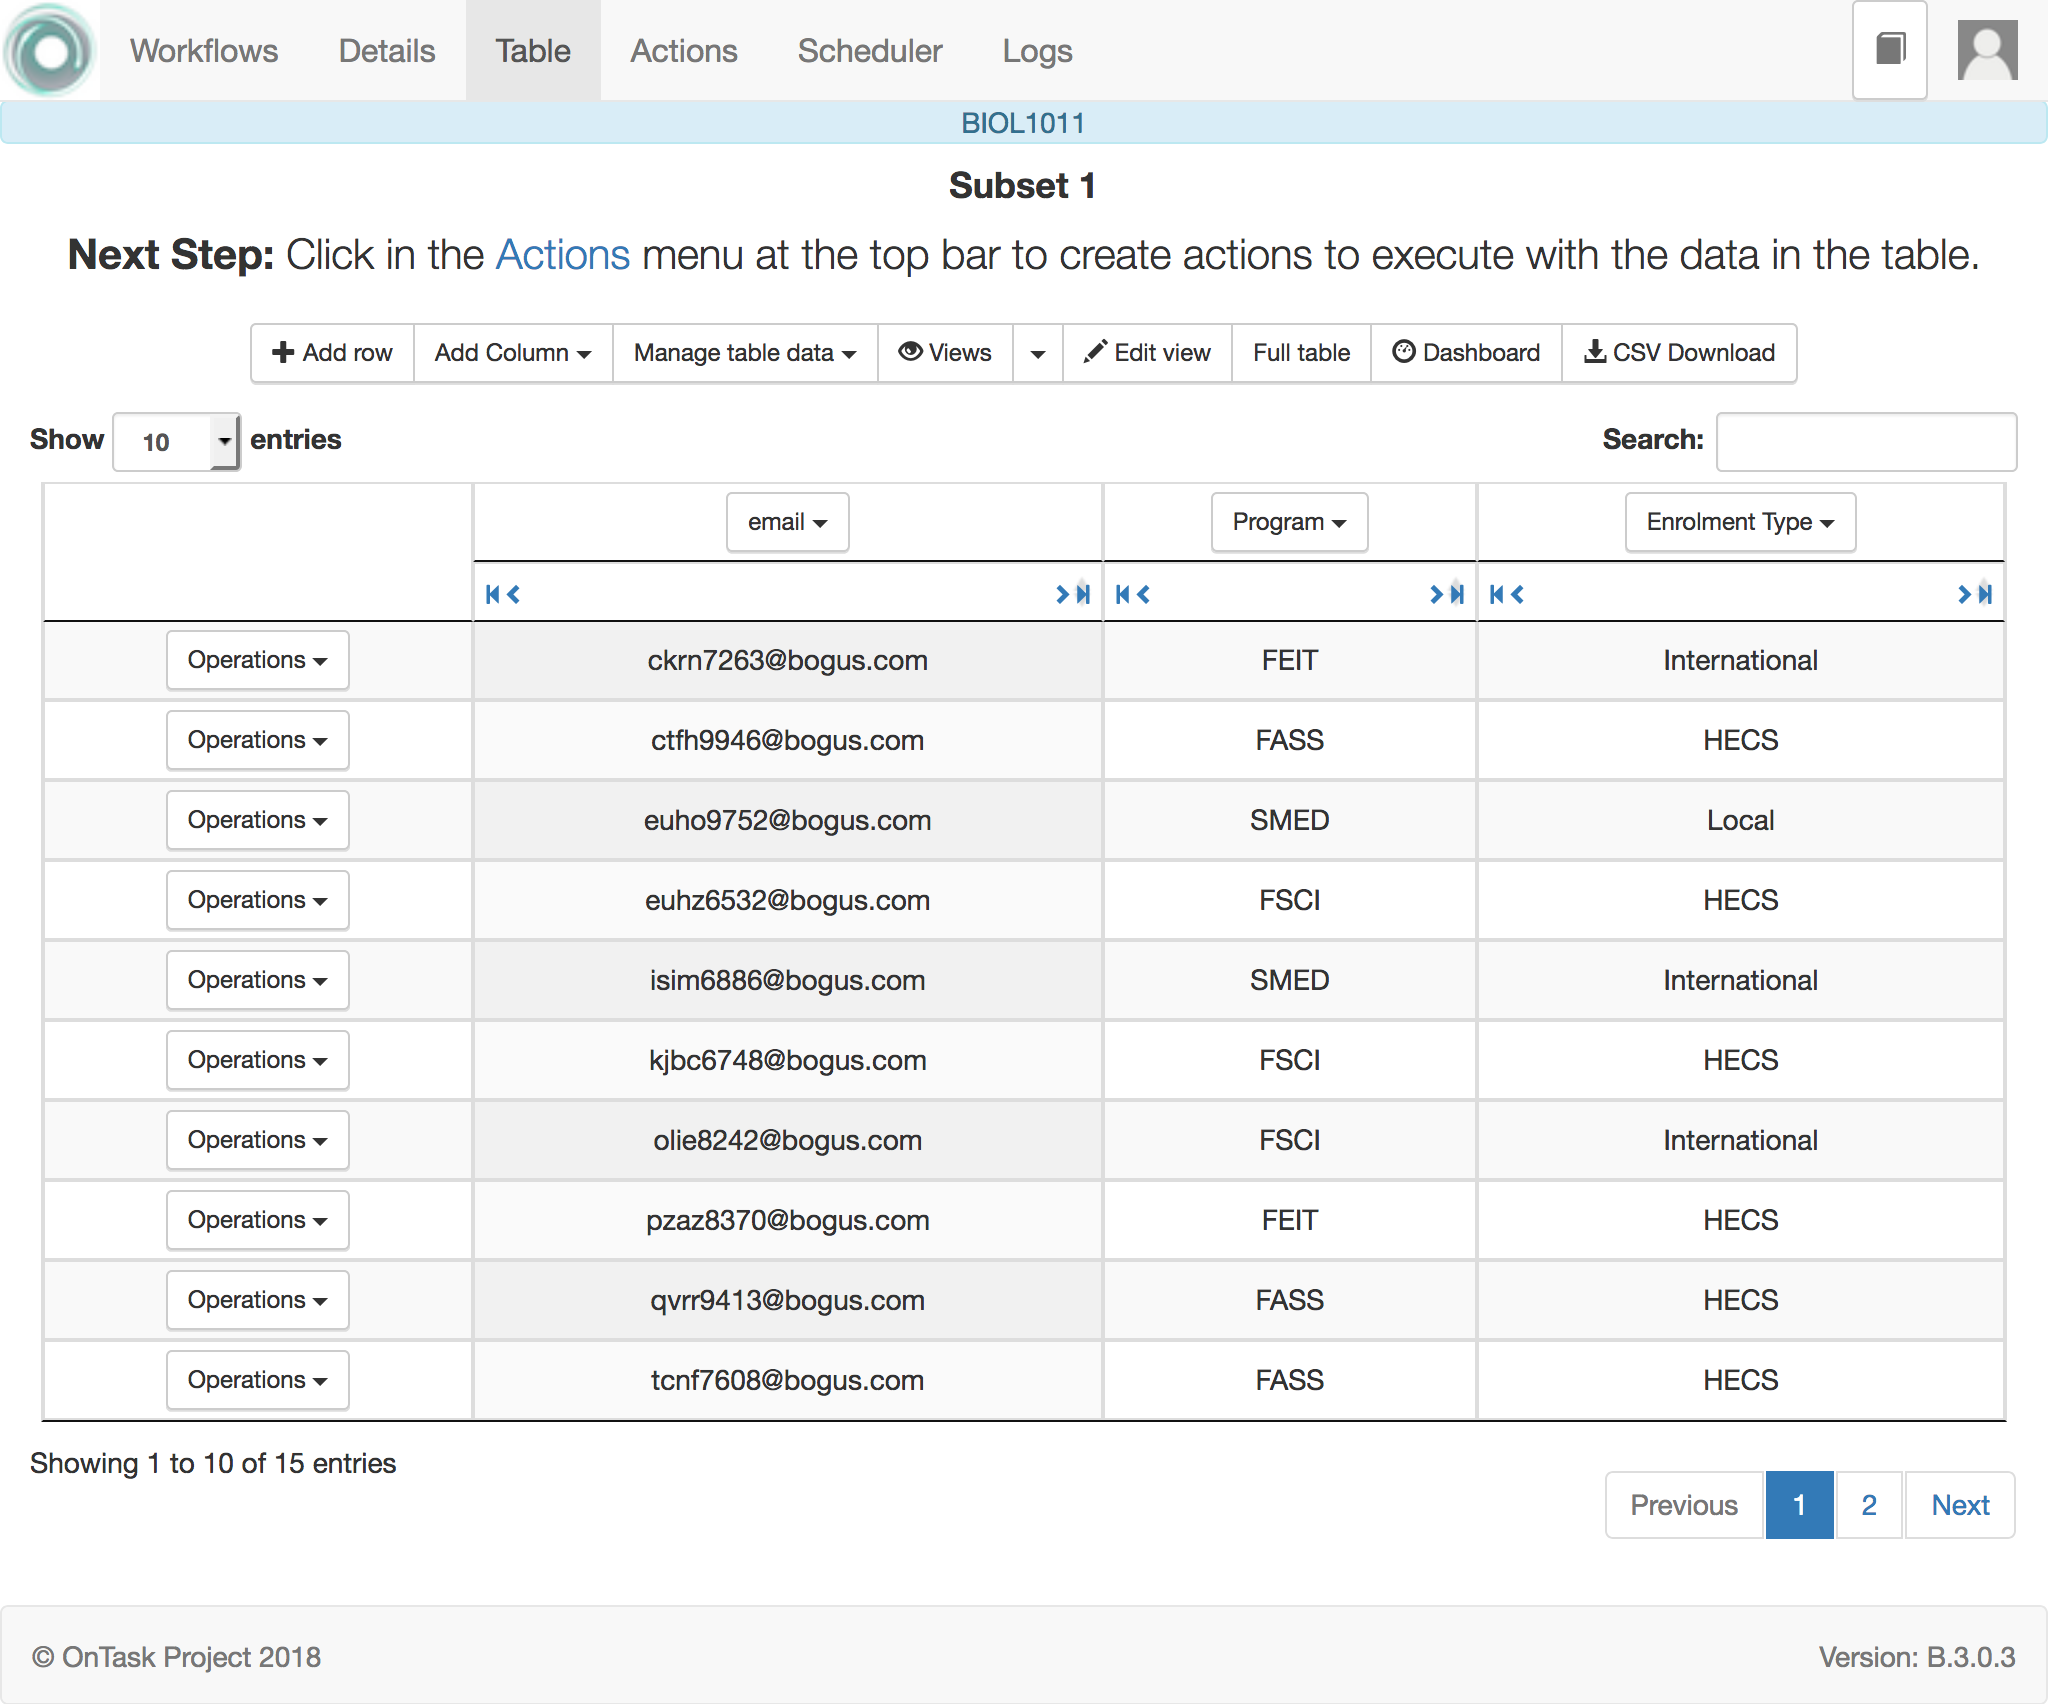 Workflows Details Table Actions Scheduler Logs
BIOL1011
Subset 1
Next Step: Click in the Actions menu at the top bar to create actions to execute with the data in the table.
Add row Add Column Manage table data Views Edit view Full table Dashboard CSV Download
Show 10 entries Search:
email Program Enrolment Type
Operations ckrn7263@bogus.com FEIT International
Operations ctfh9946@bogus.com FASS HECS
Operations euho9752@bogus.com SMED Local
Operations euhz6532@bogus.com FSCI HECS
Operations isim6886@bogus.com SMED International
Operations kjbc6748@bogus.com FSCI HECS
Operations olie8242@bogus.com FSCI International
Operations pzaz8370@bogus.com FEIT HECS
Operations qvrr9413@bogus.com FASS HECS
Operations tcnf7608@bogus.com FASS HECS
Showing 1 to 10 of 15 entries
Previous 1 2 Next
© OnTask Project 2018 Version: B.3.0.3